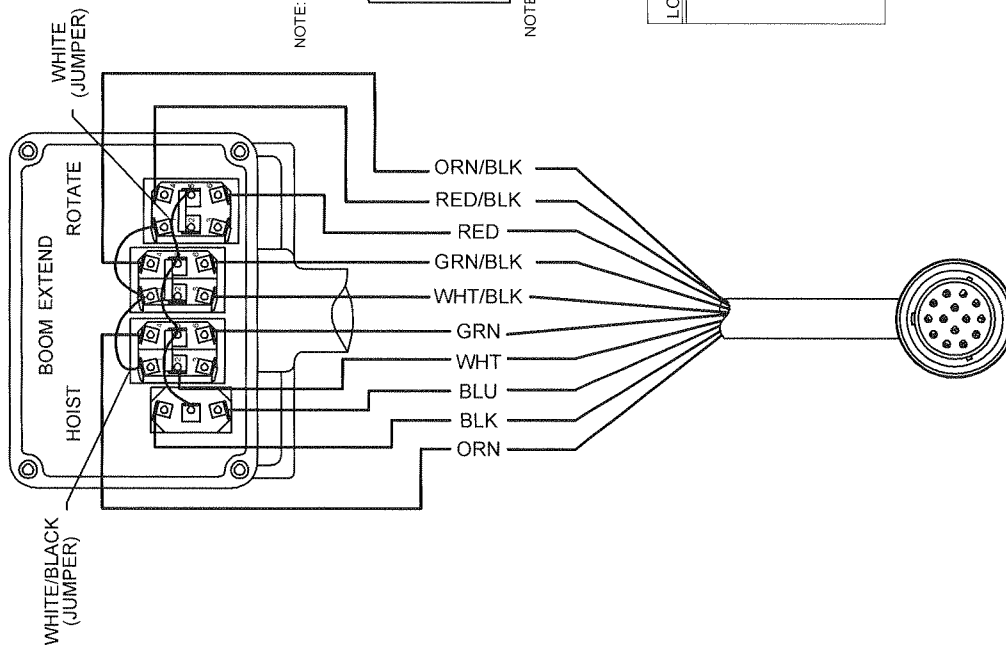 WHITE
(JUMPER)
NOTE:
NOTE
LO
ROTATE
BOOM EXTEND
HOIST
WHITE/BLACK
(JUMPER)
ORN/BLK
RED/BLK
RED
GRN/BLK
WHT/BLK
GRN
WHT
BLU
BLK
ORN